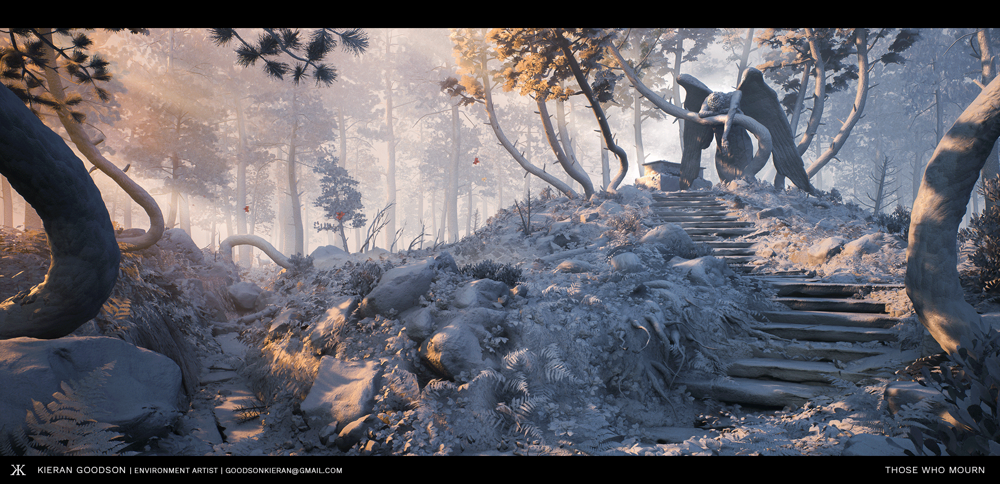 KIERAN GOODSON | ENVIRONMENT ARTIST | GOODSONKIERAN@GMAIL.COM
THOSE WHO MOURN